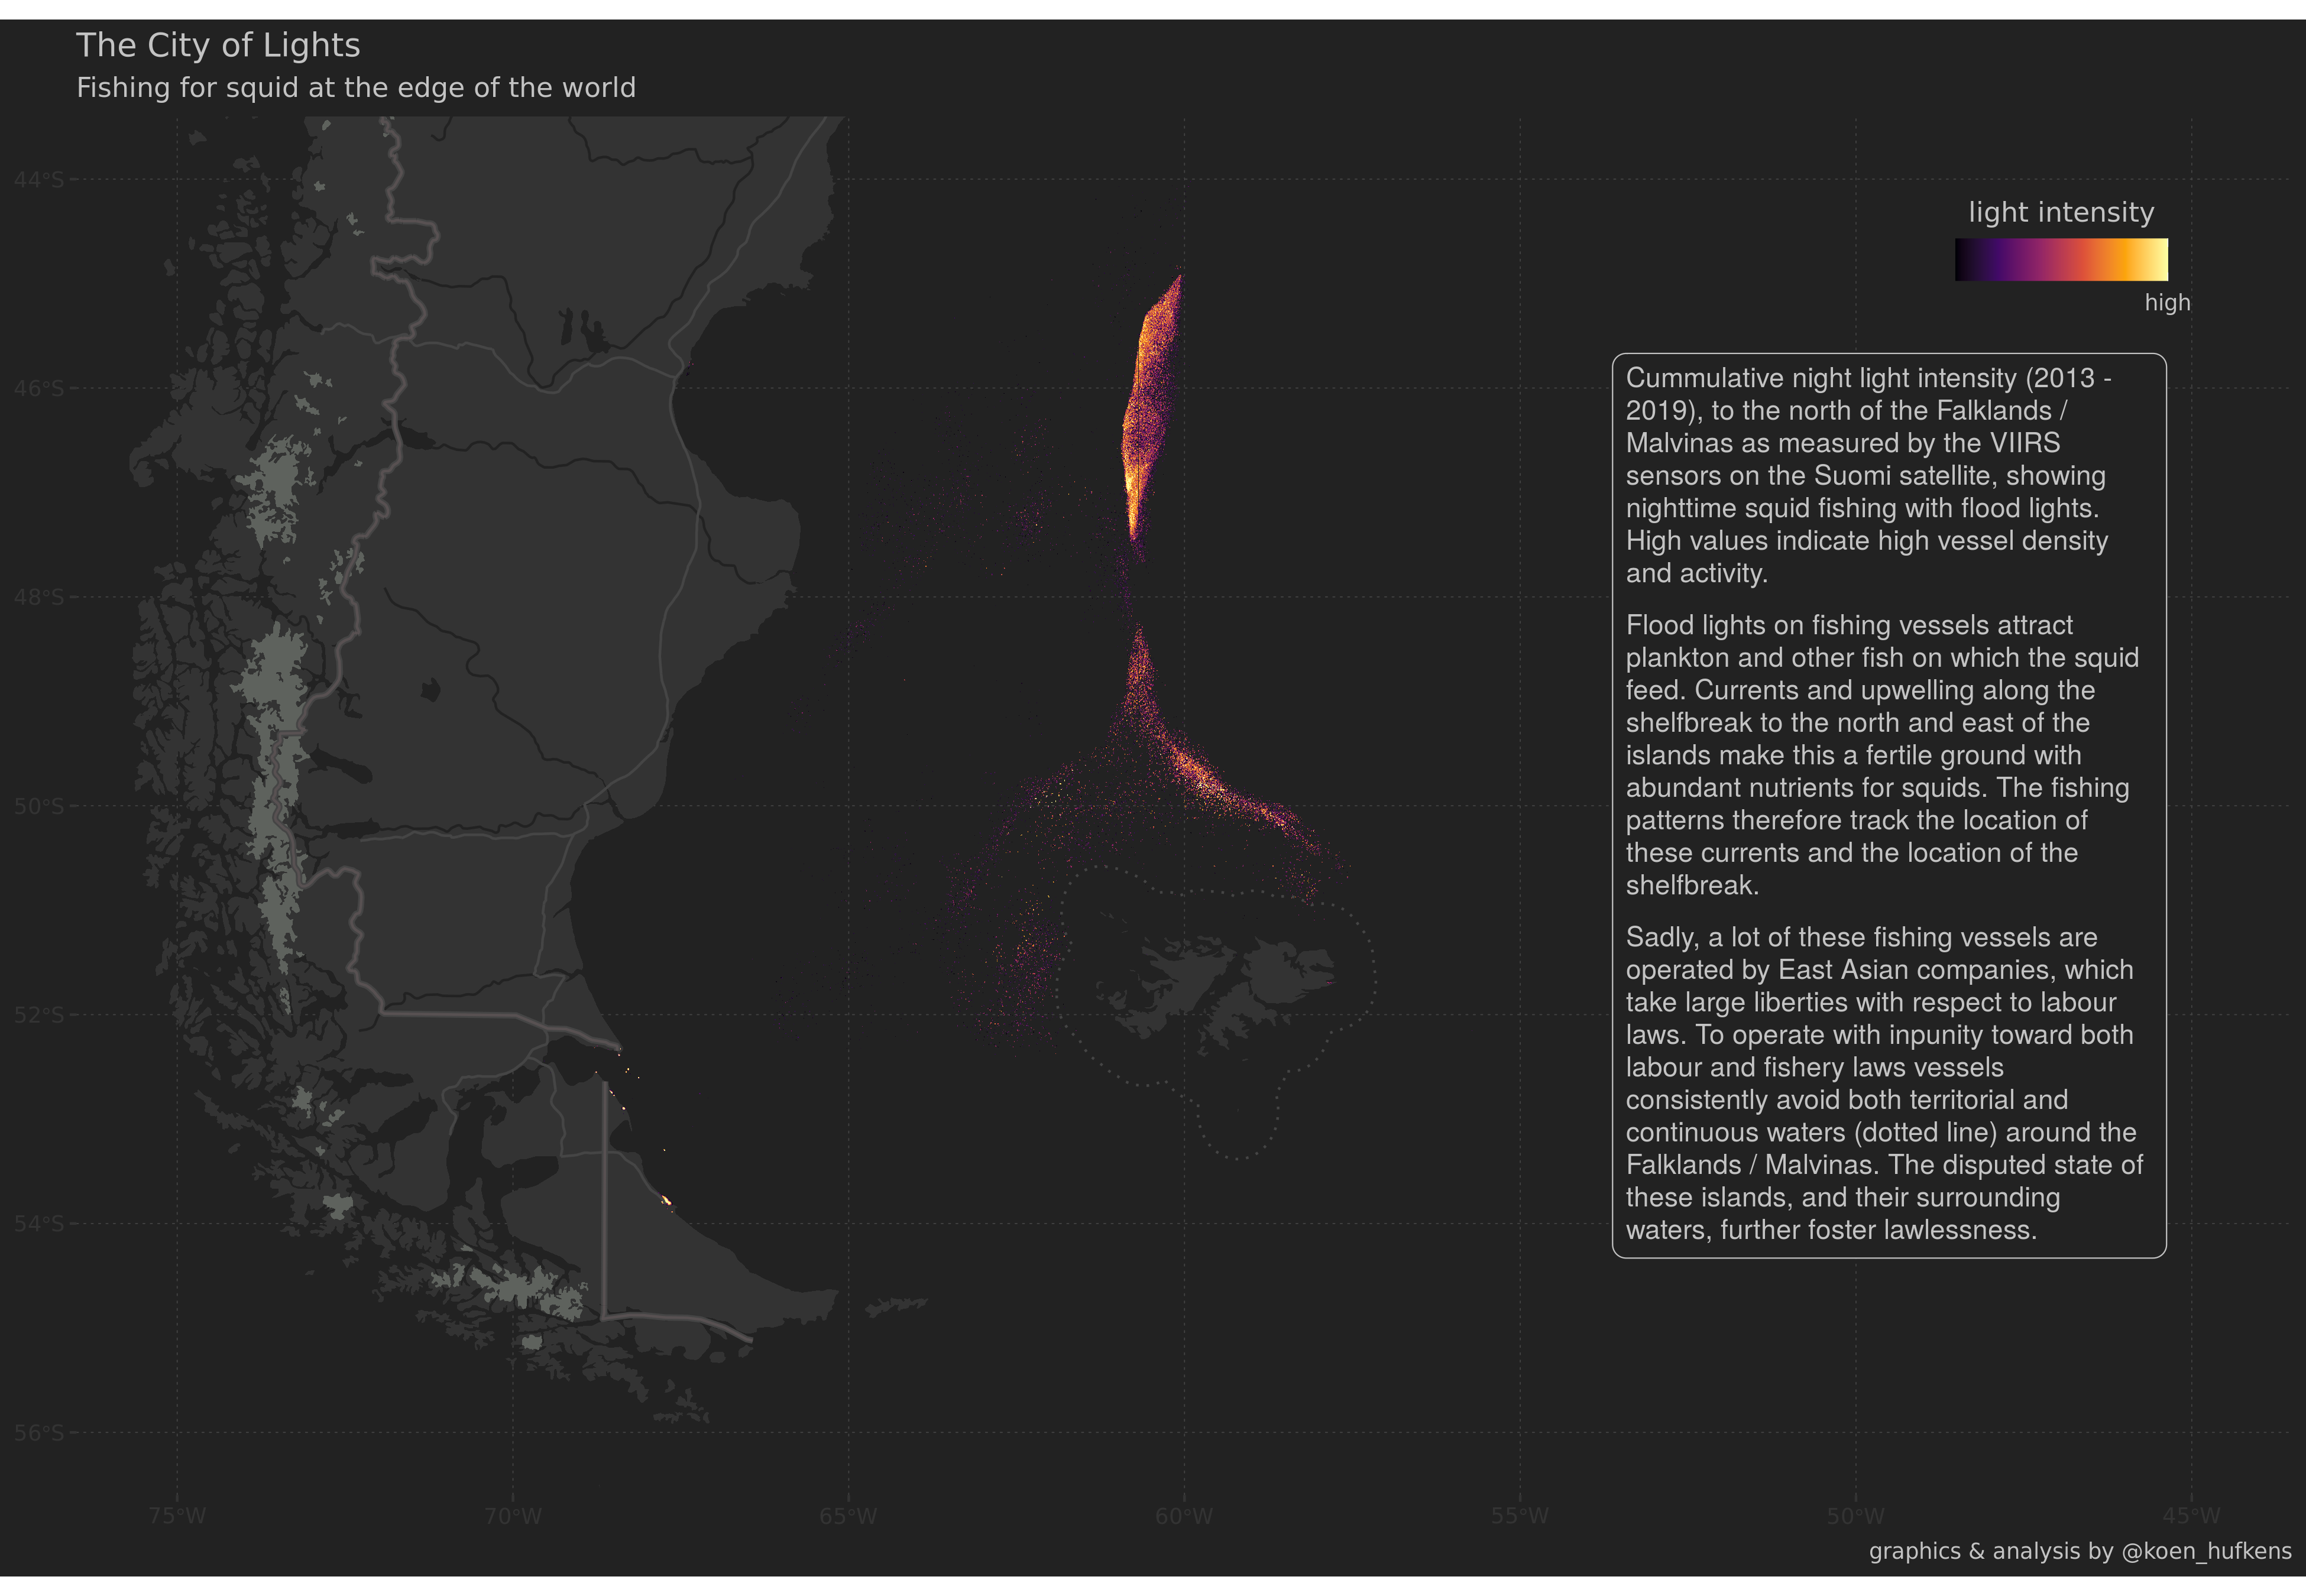 The City of Lights
Fishing for squid at the edge of the world
44°S
46°S
48°S
50°S
52°S
54°S
56°S
75°W
70°W
65°W
60°W
55°W
50°W
45°W
light intensity
high
Cummulative night light intensity (2013 -
2019), to the north of the Falklands /
Malvinas as measured by the VIIRS
sensors on the Suomi satellite, showing
nighttime squid fishing with flood lights.
High values indicate high vessel density
and activity.
Flood lights on fishing vessels attract
plankton and other fish on which the squid
feed. Currents and upwelling along the
shelfbreak to the north and east of the
islands make this a fertile ground with
abundant nutrients for squids. The fishing
patterns therefore track the location of
these currents and the location of the
shelfbreak.
Sadly, a lot of these fishing vessels are
operated by East Asian companies, which
take large liberties with respect to labour
laws. To operate with inpunity toward both
labour and fishery laws vessels
consistently avoid both territorial and
continuous waters (dotted line) around the
Falklands / Malvinas. The disputed state of
these islands, and their surrounding
waters, further foster lawlessness.
graphics & analysis by @koen_hufkens